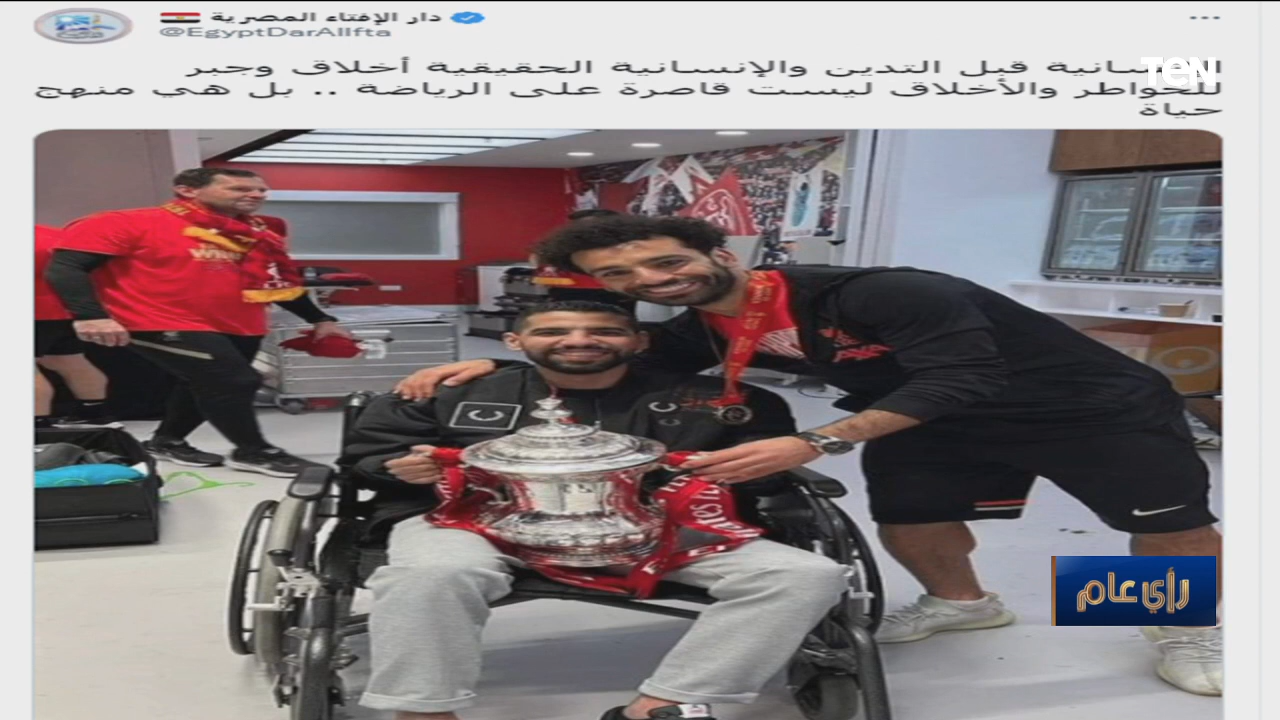 دار الإفتاء المصرية
@EgyptDarAlIfta
TEN
قبل التدين والإنسانية الحقيقية أخلاق وجبر
للخواطر والأخلاق ليست قاصرة على الرياضة .. بل هي منهج
حياة
رأي عام